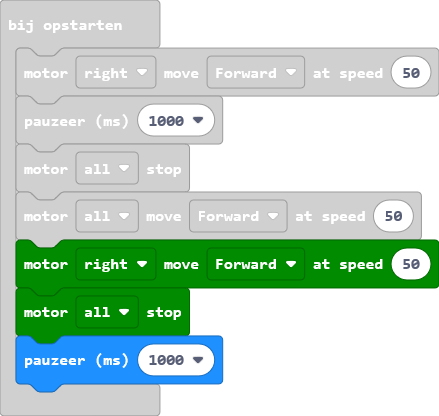 bij opstarten
motor right move Forward at speed 50
pauzeer (ms) 1000
motor all stop
motor all move Forward at speed 50
motor right move Forward at speed 50
motor all stop
pauzeer (ms) 1000